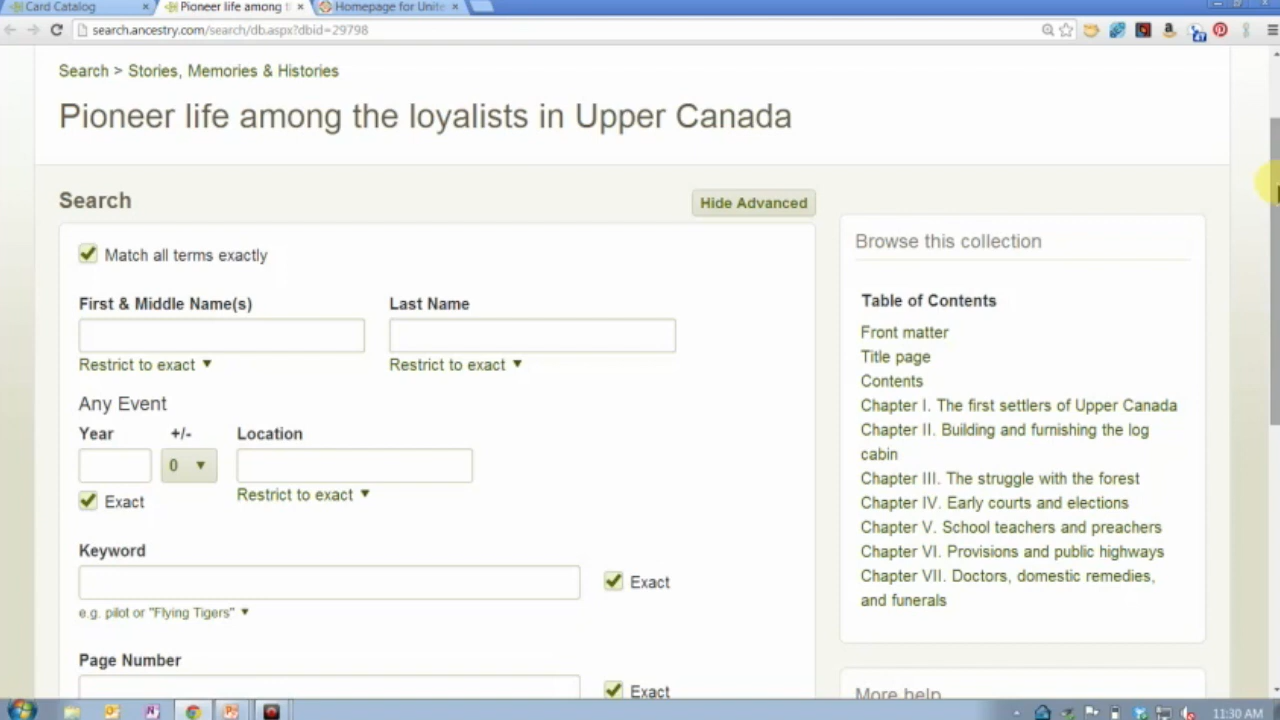 Card Catalog
Pioneer life among t
Homepage for Unite
search.ancestry.com/search/db.aspx?dbid=29798
Search > Stories, Memories & Histories
Pioneer life among the loyalists in Upper Canada
Search
Hide Advanced
Match all terms exactly
First & Middle Name(s)
Last Name
Restrict to exact
Restrict to exact
Any Event
Year
+/-
Location
0
Exact
Restrict to exact
Keyword
Exact
e.g. pilot or "Flying Tigers"
Page Number
Exact
Browse this collection
Table of Contents
Front matter
Title page
Contents
Chapter I. The first settlers of Upper Canada
Chapter II. Building and furnishing the log
cabin
Chapter III. The struggle with the forest
Chapter IV. Early courts and elections
Chapter V. School teachers and preachers
Chapter VI. Provisions and public highways
Chapter VII. Doctors, domestic remedies,
and funerals
More help
11:30 AM